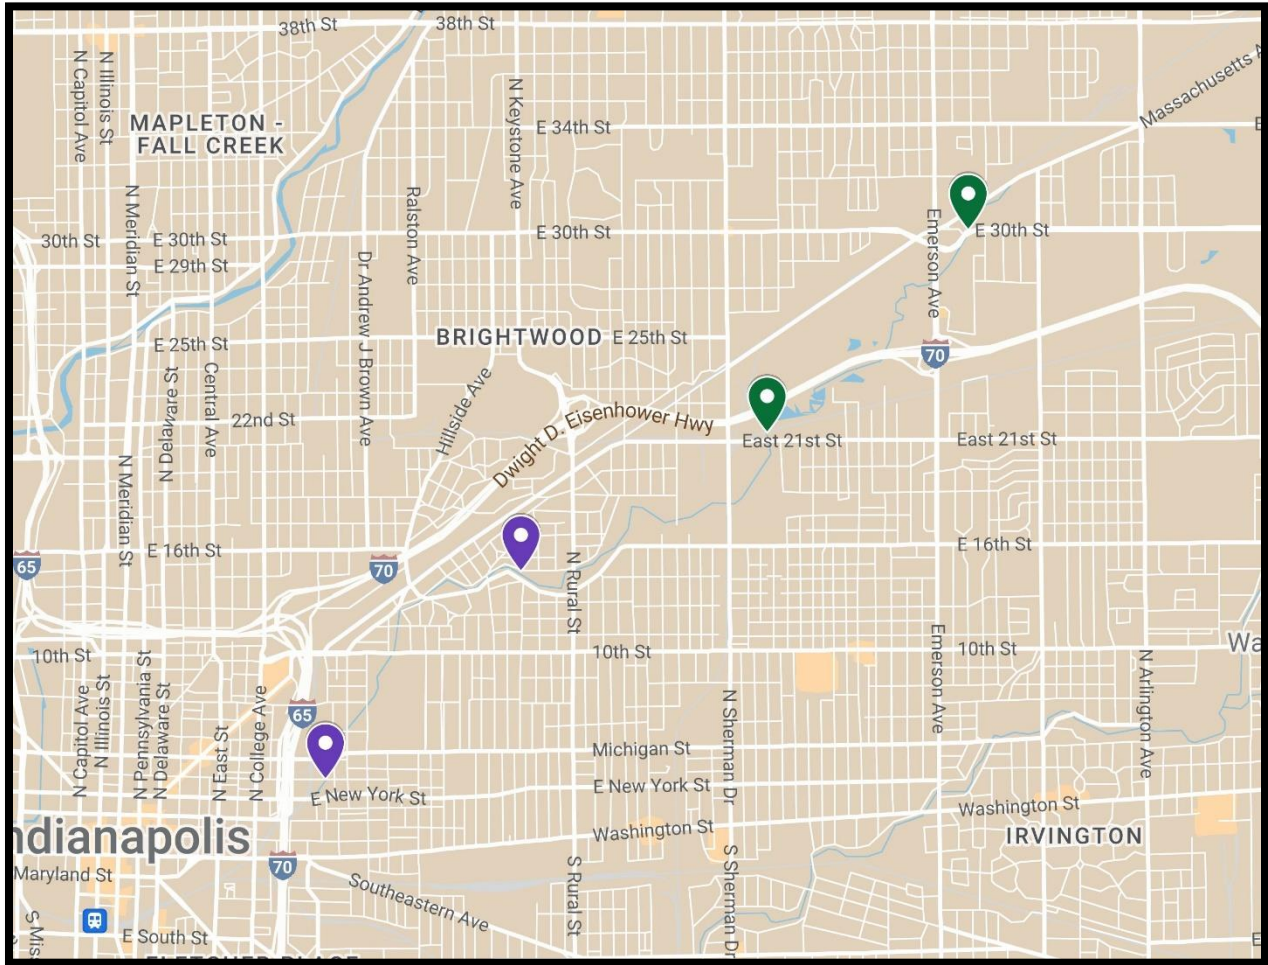 38th St
38th St
N Capitol Ave
N Illinois St
MAPLETON -
FALL CREEK
N Keystone Ave
E 34th St
Massachusetts A
E
N Meridian St
Ralston Ave
30th St
E 30th St
E 30th St
Emerson Ave
E 30th St
E 29th St
Dr Andrew J Brown Ave
E 25th St
BRIGHTWOOD
E 25th St
70
N Delaware St
Central Ave
22nd St
Hillside Ave
Dwight D. Eisenhower Hwy
East 21st St
East 21st St
N Meridian St
E 16th St
65
70
N Rural St
E 16th St
10th St
10th St
Emerson Ave
10th St
Wa
N Capitol Ave
N Illinois St
N Pennsylvania St
N Delaware St
N East St
N College Ave
65
N Sherman Dr
N Arlington Ave
Michigan St
E New York St
E New York St
Washington St
Washington St
ndianapolis
IRVINGTON
70
Maryland St
Southeastern Ave
S Rural St
S Sherman Dr
S Mis
E South St
E
FLETCHER PLACE